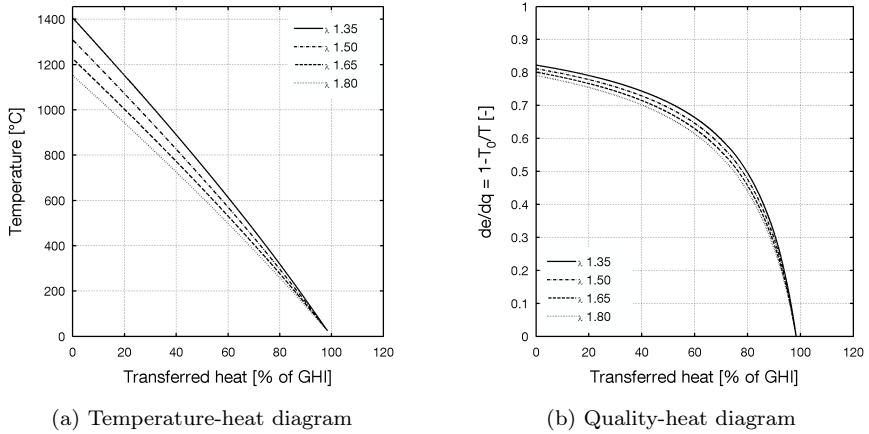 1400
1200
1000
800
600
400
200
0
0 20 40 60 80 100 120
Temperature [°C]
Transferred heat [% of GHI]
λ 1.35
λ 1.50
λ 1.65
λ 1.80
(a) Temperature-heat diagram
1
0.9
0.8
0.7
0.6
0.5
0.4
0.3
0.2
0.1
0
0 20 40 60 80 100 120
de/dq = 1-T0/T [-]
Transferred heat [% of GHI]
λ 1.35
λ 1.50
λ 1.65
λ 1.80
(b) Quality-heat diagram